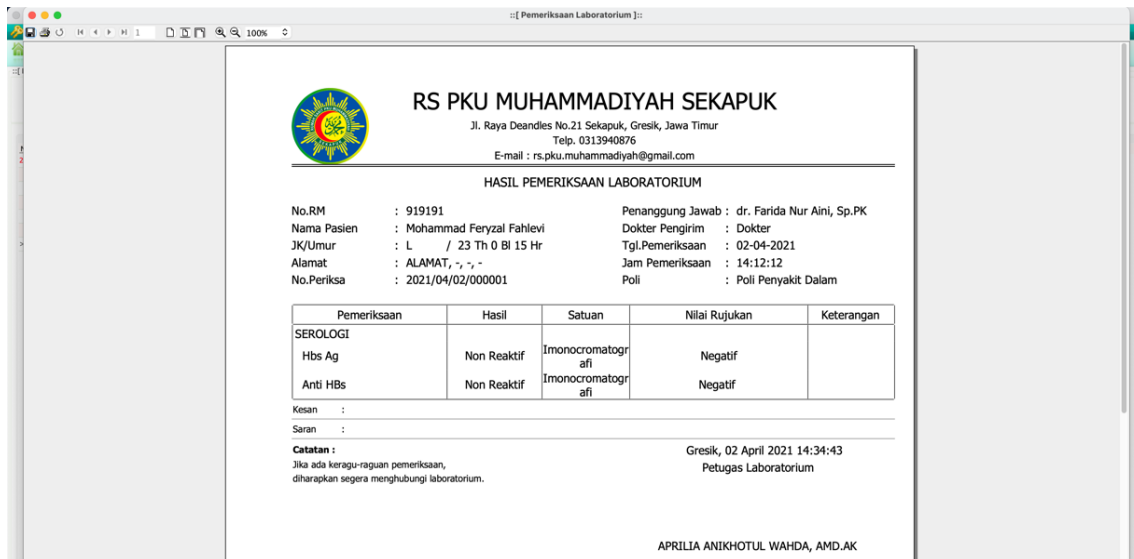 ::[ Pemeriksaan Laboratorium ]::
1
100%
RS PKU MUHAMMADIYAH SEKAPUK
Jl. Raya Deandles No.21 Sekapuk, Gresik, Jawa Timur
Telp. 0313940876
E-mail : rs.pku.muhammadiyah@gmail.com
HASIL PEMERIKSAAN LABORATORIUM
No.RM : 919191 Penanggung Jawab : dr. Farida Nur Aini, Sp.PK
Nama Pasien : Mohammad Feryzal Fahlevi Dokter Pengirim : Dokter
JK/Umur : L / 23 Th 0 Bl 15 Hr Tgl.Pemeriksaan : 02-04-2021
Alamat : ALAMAT, -, -, - Jam Pemeriksaan : 14:12:12
No.Periksa : 2021/04/02/000001 Poli : Poli Penyakit Dalam
Pemeriksaan Hasil Satuan Nilai Rujukan Keterangan
SEROLOGI
Hbs Ag Non Reaktif Imonocromatogr Negatif
afi
Anti HBs Non Reaktif Imonocromatogr Negatif
afi
Kesan :
Saran :
Catatan : Gresik, 02 April 2021 14:34:43
Jika ada keragu-raguan pemeriksaan, Petugas Laboratorium
diharapkan segera menghubungi laboratorium.
APRILIA ANIKHOTUL WAHDA, AMD.AK